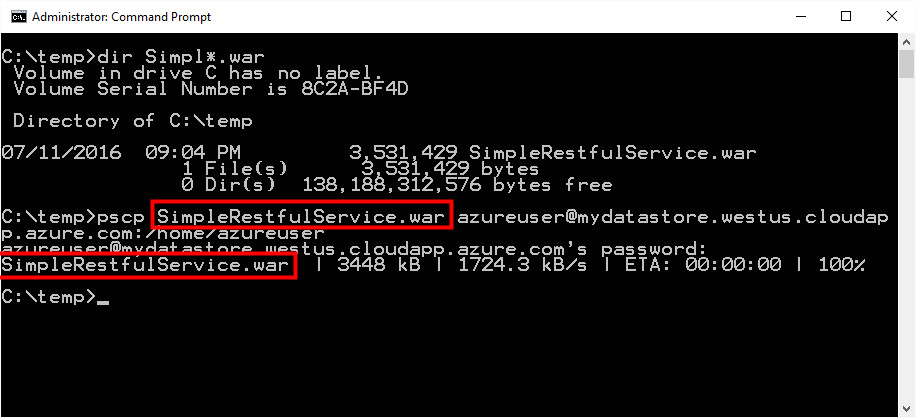 Administrator: Command Prompt
C:\temp>dir Simpl*.war
Volume in drive C has no label.
Volume Serial Number is 8C2A-BF4D
Directory of C:\temp
07/11/2016 09:04 PM 3,531,429 SimpleRestfulService.war
1 File(s) 3,531,429 bytes
0 Dir(s) 138,188,312,576 bytes free
C:\temp>pscp SimpleRestfulService.war azureuser@mydatastore.westus.cloudap
p.azure.com:/home/azureuser
azureuser@mydatastore.westus.cloudapp.azure.com's password:
SimpleRestfulService.war | 3448 kB | 1724.3 kB/s | ETA: 00:00:00 | 100%
C:\temp>_